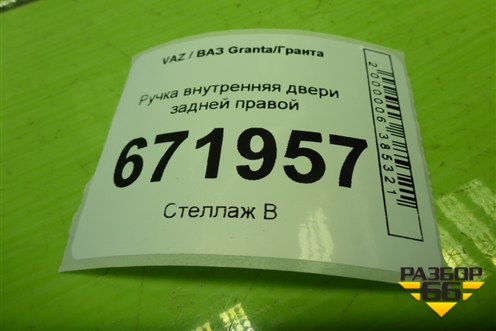 VAZ / ВАЗ Granta/Гранта
Ручка внутренняя двери
задней правой
671957
Стеллаж В
2000006385321
РАЗБОР
66